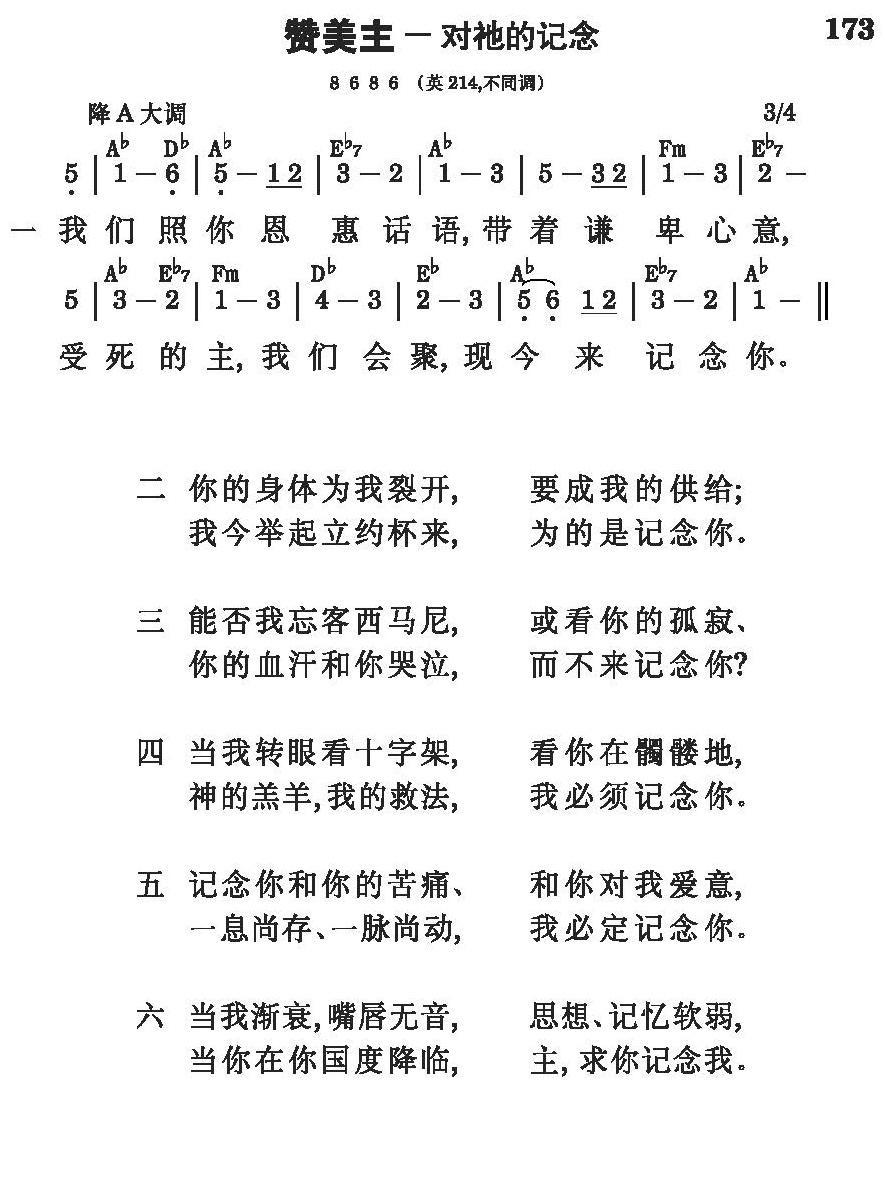 赞美主 — 对祂的记念
173
8 6 8 6 （英 214,不同调）
降 A 大调 3/4
A♭ D♭ A♭ E♭7 A♭ Fm E♭7
5 | 1 – 6 | 5 – 1 2 | 3 – 2 | 1 – 3 | 5 – 3 2 | 1 – 3 | 2 –
一 我们照你恩惠话语,带着谦卑心意,
A♭ E♭7 Fm D♭ E♭ A♭ E♭7 A♭
5 | 3 – 2 | 1 – 3 | 4 – 3 | 2 – 3 | 5 6 1 2 | 3 – 2 | 1 – ‖
受死的主,我们会聚,现今来记念你。
二 你的身体为我裂开, 要成我的供给;
我今举起立约杯来, 为的是记念你。
三 能否我忘客西马尼, 或看你的孤寂、
你的血汗和你哭泣, 而不来记念你?
四 当我转眼看十字架, 看你在髑髅地,
神的羔羊,我的救法, 我必须记念你。
五 记念你和你的苦痛、 和你对我爱意,
一息尚存、一脉尚动, 我必定记念你。
六 当我渐衰,嘴唇无音, 思想、记忆软弱,
当你在你国度降临, 主, 求你记念我。